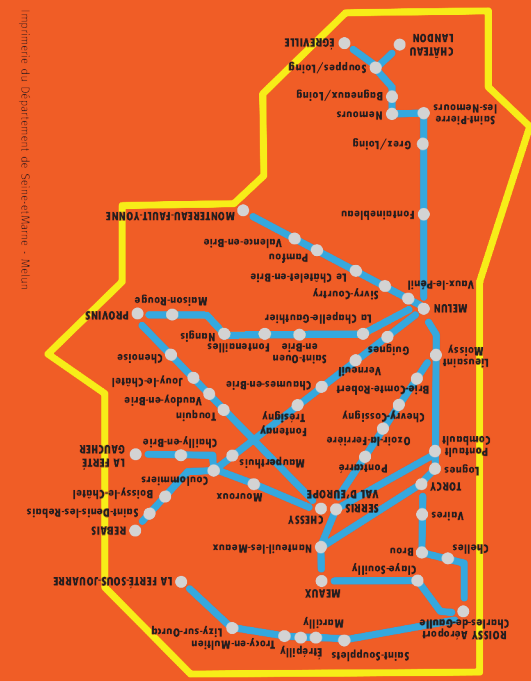 Saint-Soupplets
Etrépilly
Trocy-en-Multien
ROISSY Aéroport
Charles-de-Gaulle
Marcilly
Lizy-sur-Ourcq
MEAUX
LA FERTÉ-SOUS-JOUARRE
Claye-Souilly
Chelles
Brou
Nanteuil-les-Meaux
REBAIS
Vaires
CHESSY
Saint-Denis-les-Rebais
SERRIS
VAL D'EUROPE
Mouroux
Boissy-le-Châtel
TORCY
Coulommiers
Lognes
Pontcarré
Mauperthuis
LA FERTÉ
GAUCHER
Pontault
Combault
Ozoir-la-Ferrière
Chailly-en-Brie
Fontenay
Trésigny
Chevry-Cossigny
Touquin
Vaudoy-en-Brie
Brie-Comte-Robert
Chaumes-en-Brie
Jouy-le-Châtel
Verneuil
Lieusaint
Moissy
Saint-Ouen
en-Brie
Chenoise
Guignes
Fontenailles
Nangis
La Chapelle-Gauthier
PROVINS
MELUN
Maison-Rouge
Sivry-Courtry
Vaux-le-Pénil
Le Châtelet-en-Brie
Pamfou
Valence-en-Brie
Fontainebleau
MONTEREAU-FAULT-YONNE
Grez/Loing
Saint-Pierre
les-Nemours
Nemours
Bagneaux/Loing
Souppes/Loing
CHÂTEAU
LANDON
ÉGREVILLE
Imprimerie du Département de Seine-etMarne - Melun